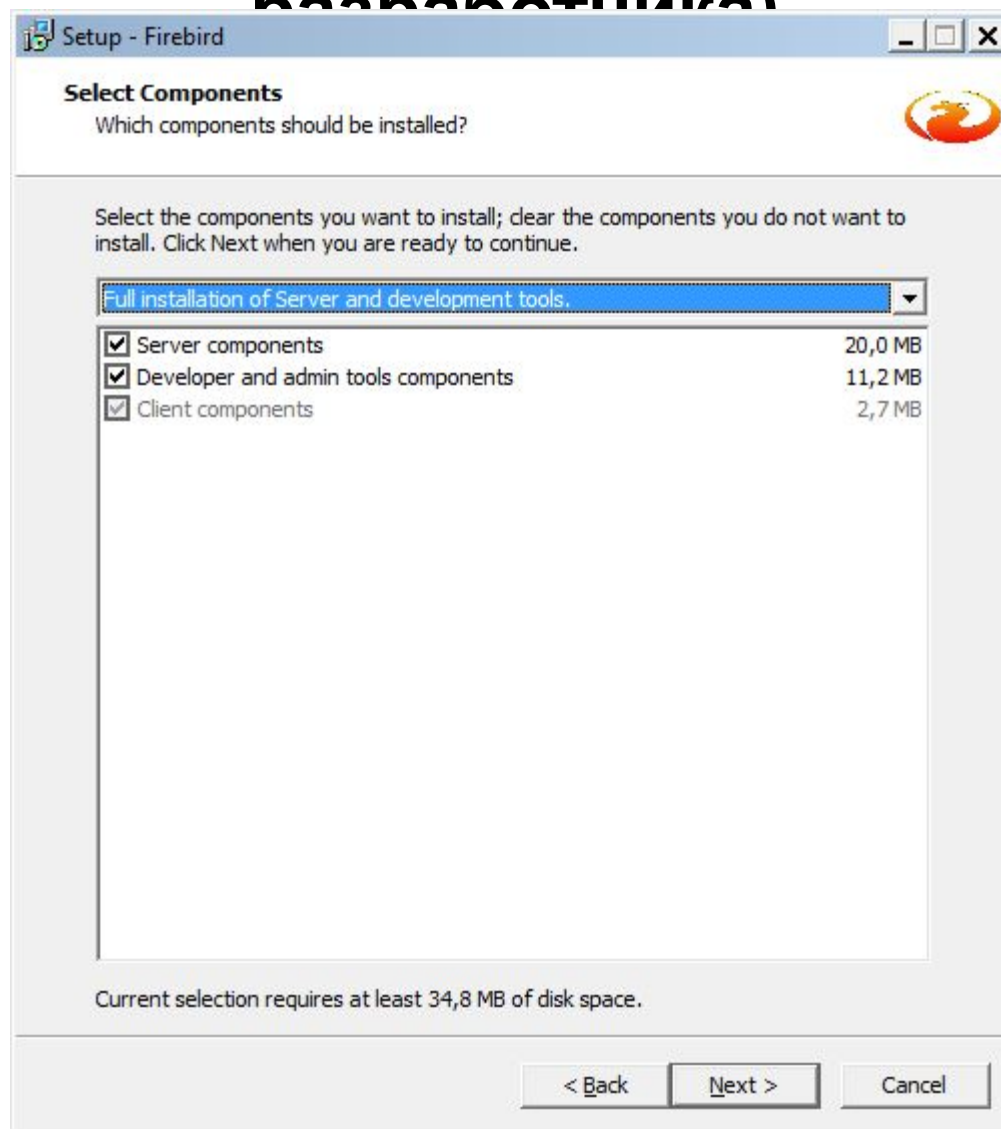 разработчика)
Setup - Firebird
Select Components
Which components should be installed?
Select the components you want to install; clear the components you do not want to
install. Click Next when you are ready to continue.
Full installation of Server and development tools.
Server components 20,0 MB
Developer and admin tools components 11,2 MB
Client components 2,7 MB
Current selection requires at least 34,8 MB of disk space.
< Back Next > Cancel